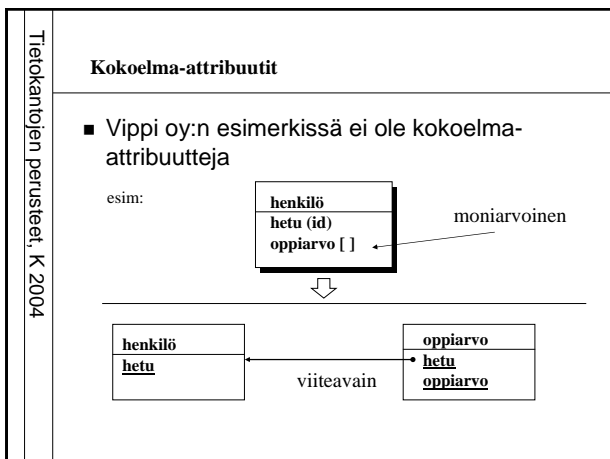 Tietokantojen perusteet, K 2004
Kokoelma-attribuutit
Vippi oy:n esimerkissä ei ole kokoelma-
attribuutteja
esim:
henkilö
hetu (id)
oppiarvo [ ]
moniarvoinen
henkilö
hetu
viiteavain
oppiarvo
hetu
oppiarvo